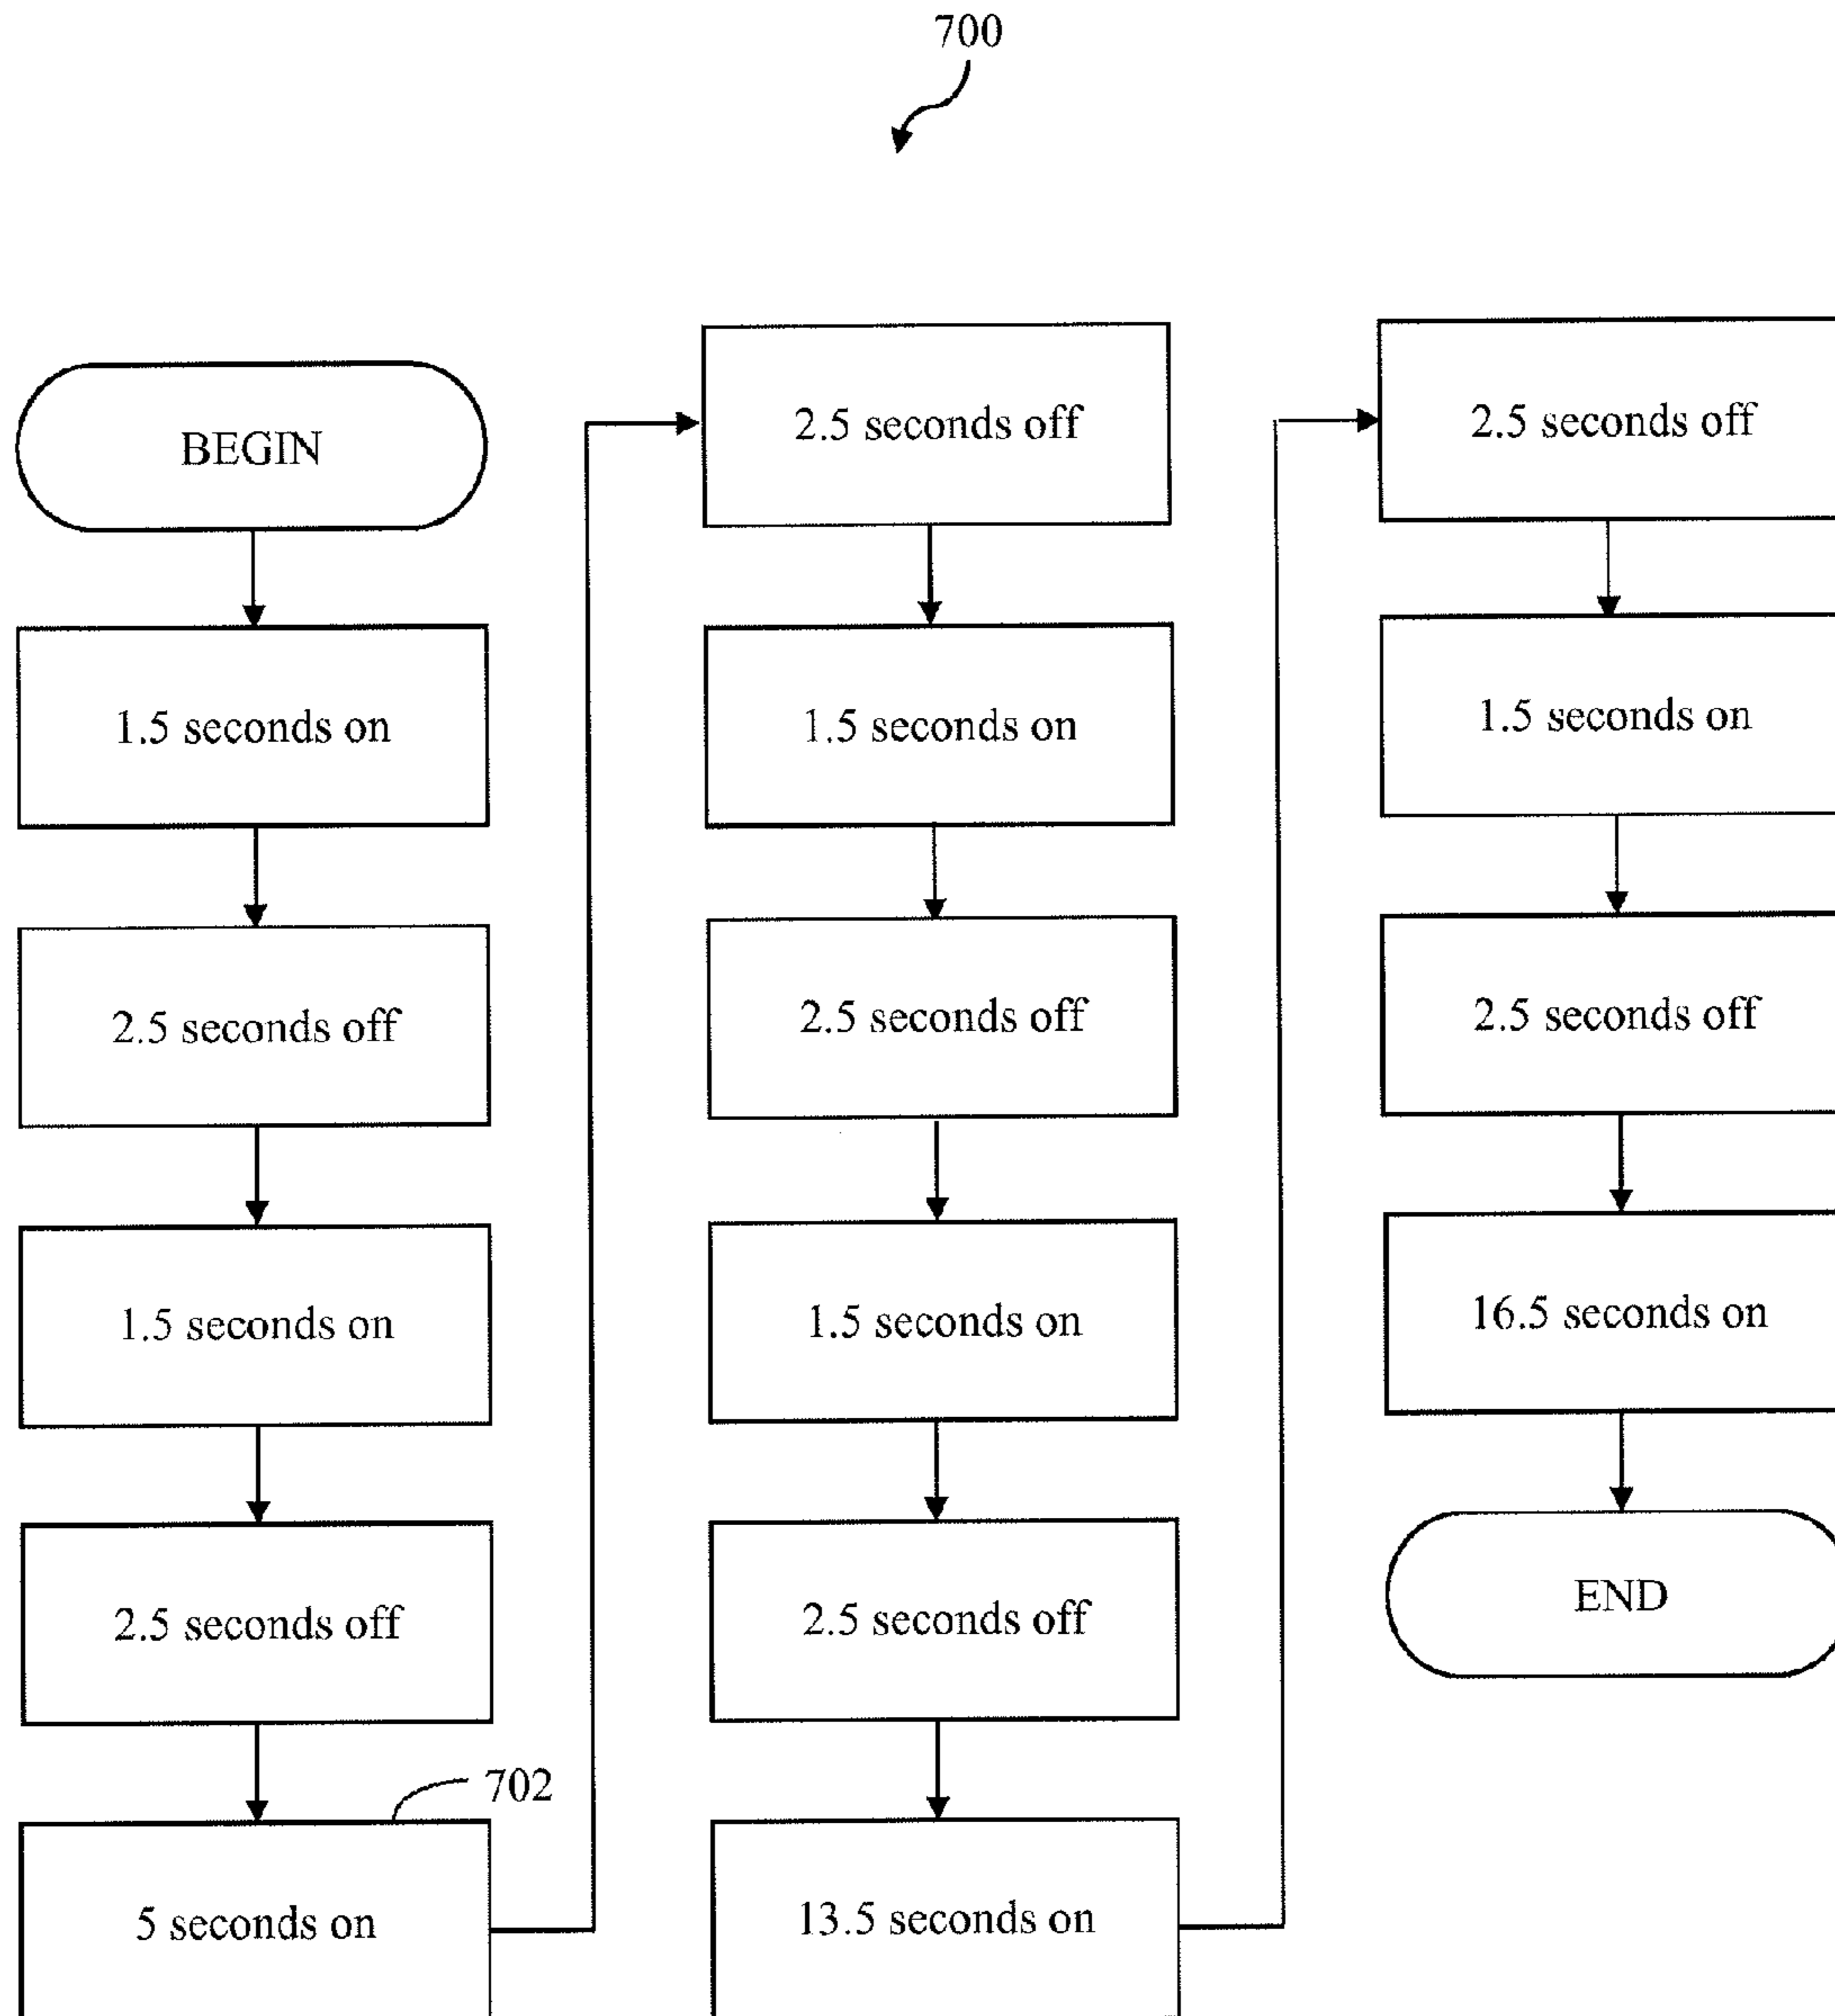 700
BEGIN
1.5 seconds on
2.5 seconds off
1.5 seconds on
2.5 seconds off
702
5 seconds on
2.5 seconds off
1.5 seconds on
2.5 seconds off
1.5 seconds on
2.5 seconds off
13.5 seconds on
2.5 seconds off
1.5 seconds on
2.5 seconds off
16.5 seconds on
END